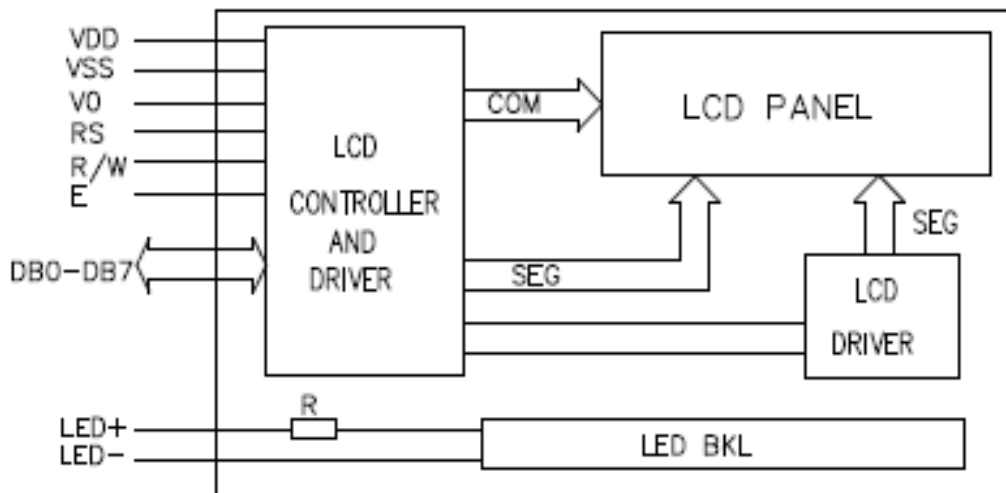 VDD
VSS
V0
RS
R/W
E
DB0-DB7
LED+
LED-
LCD
CONTROLLER
AND
DRIVER
COM
SEG
LCD PANEL
SEG
LCD
DRIVER
R
LED BKL